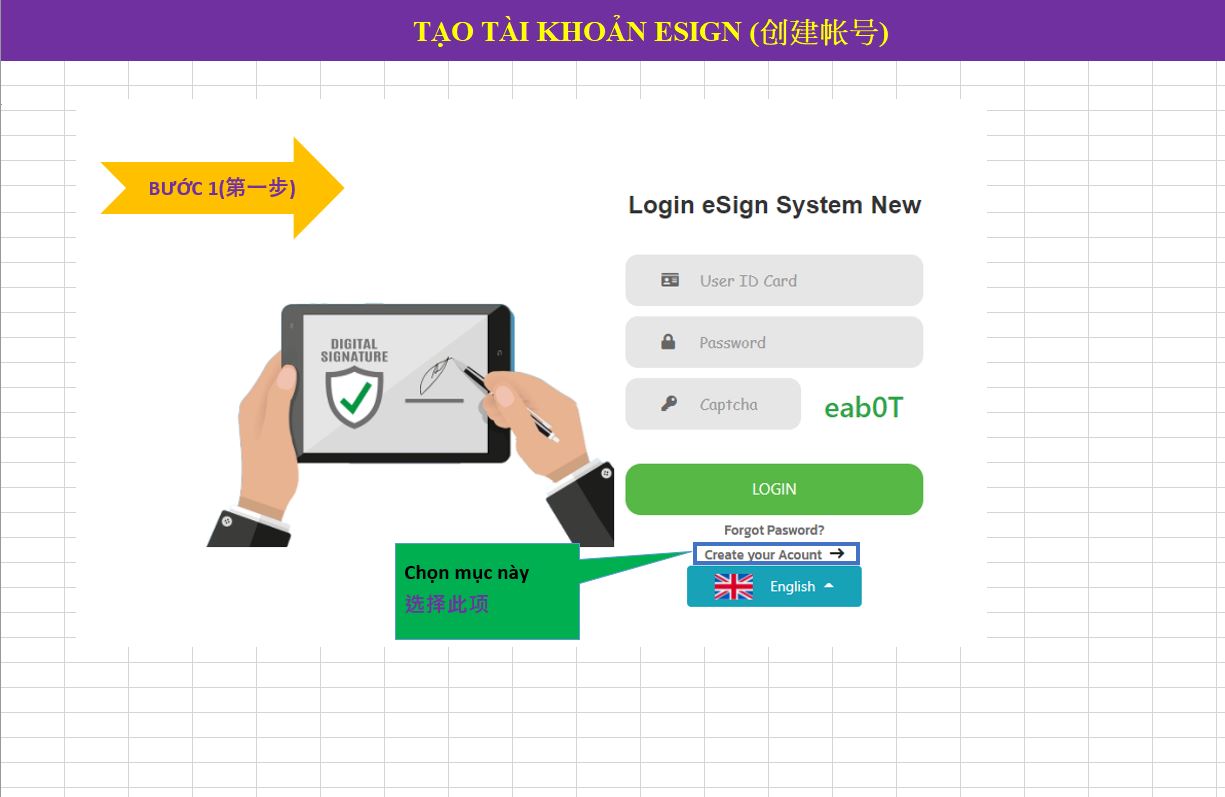 TẠO TÀI KHOẢN ESIGN (创建帐号)
BƯỚC 1(第一步)
Login eSign System New
User ID Card
Password
Captcha
eab0T
DIGITAL
SIGNATURE
LOGIN
Forgot Pasword?
Create your Acount →
English
Chọn mục này
选择此项